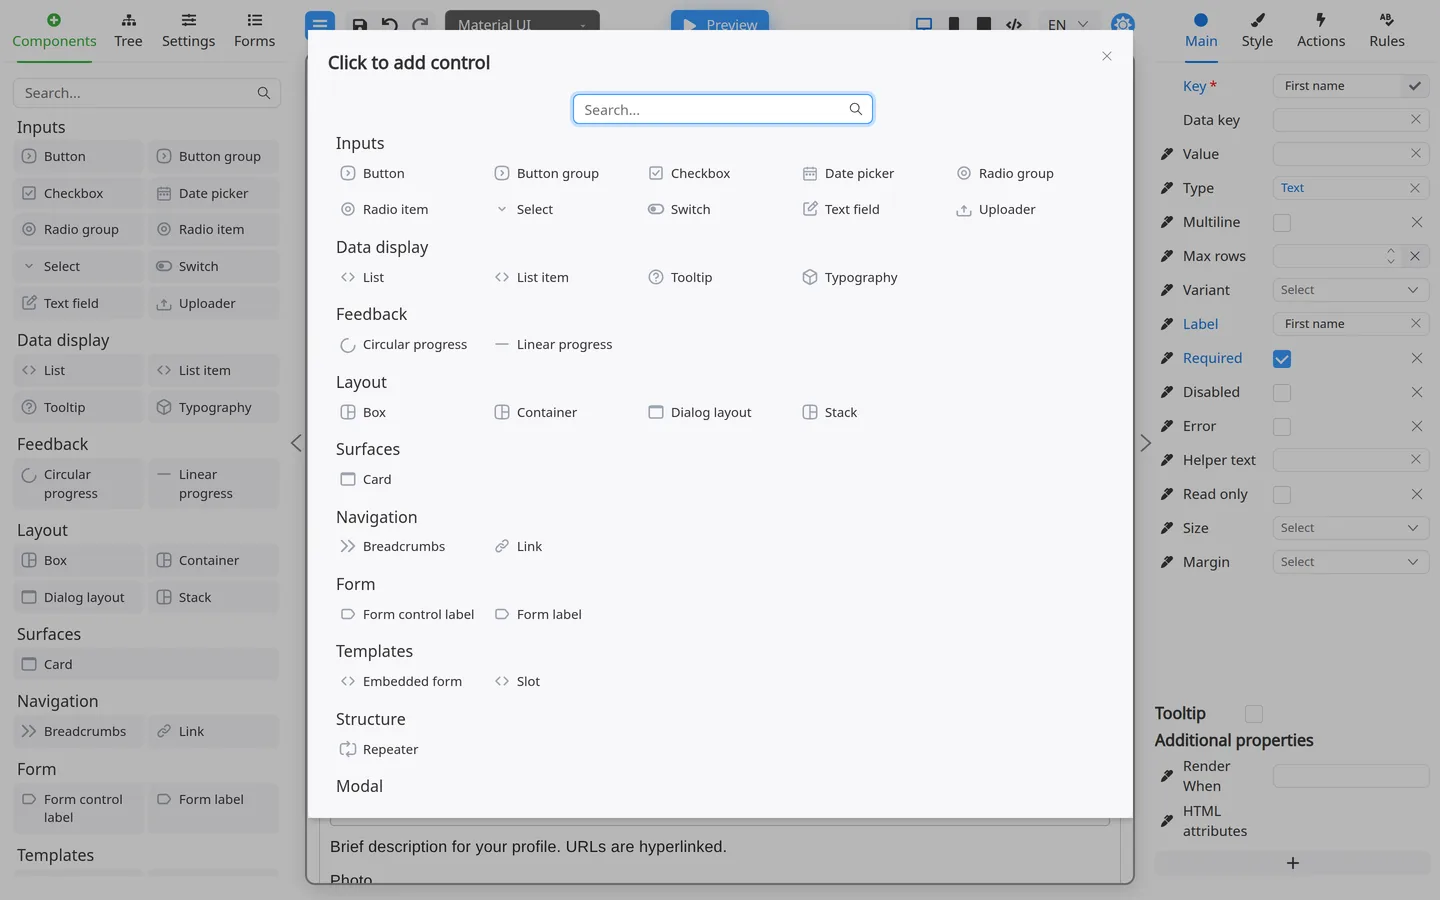 Components
Tree
Settings
Forms
Material UI
Preview
EN
Main
Style
Actions
Rules
Search...
Inputs
Button
Button group
Checkbox
Date picker
Radio group
Radio item
Select
Switch
Text field
Uploader
Data display
List
List item
Tooltip
Typography
Feedback
Circular
progress
Linear
progress
Layout
Box
Container
Dialog layout
Stack
Surfaces
Card
Navigation
Breadcrumbs
Link
Form
Form control
label
Form label
Templates
Click to add control
Search...
Inputs
Button
Button group
Checkbox
Date picker
Radio group
Radio item
Select
Switch
Text field
Uploader
Data display
List
List item
Tooltip
Typography
Feedback
Circular progress
Linear progress
Layout
Box
Container
Dialog layout
Stack
Surfaces
Card
Navigation
Breadcrumbs
Link
Form
Form control label
Form label
Templates
Embedded form
Slot
Structure
Repeater
Modal
Brief description for your profile. URLs are hyperlinked.
Photo
Key * First name
Data key
Value
Type Text
Multiline
Max rows
Variant Select
Label First name
Required
Disabled
Error
Helper text
Read only
Size Select
Margin Select
Tooltip
Additional properties
Render
When
HTML
attributes